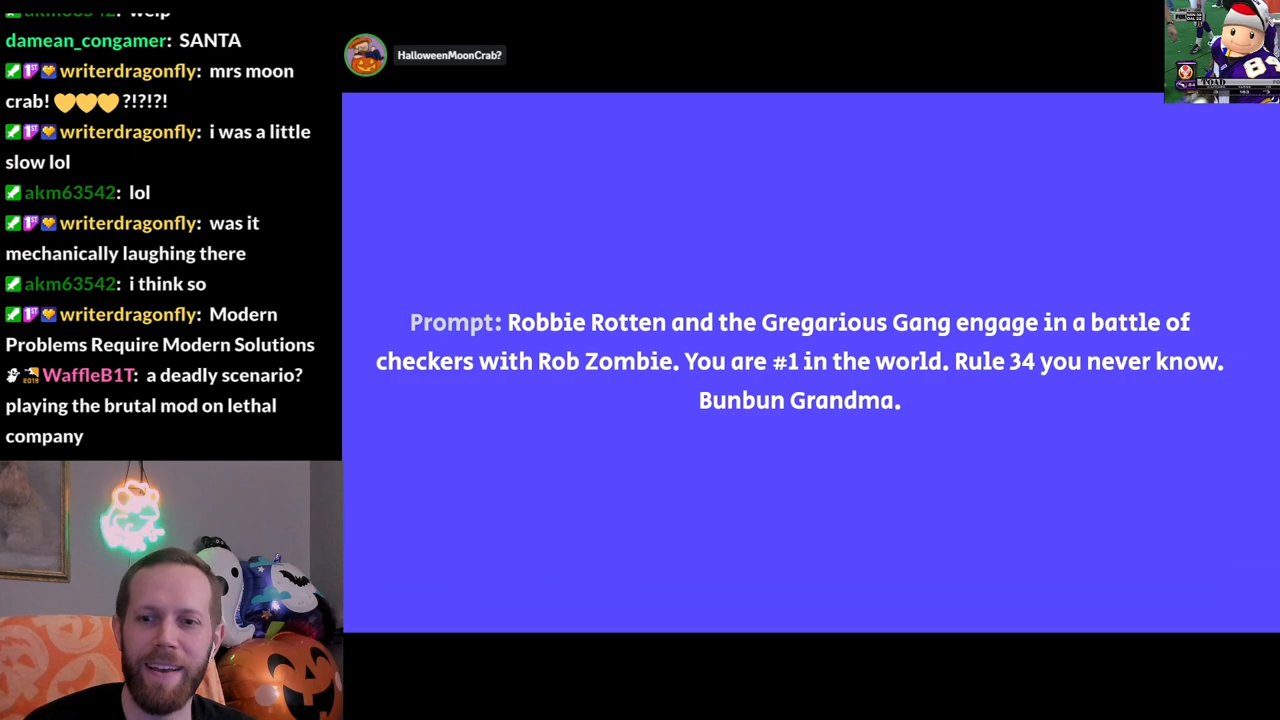 damean_congamer: SANTA
writerdragonfly: mrs moon
crab! 💛💛💛 ?!?!?!
writerdragonfly: i was a little
slow lol
akm63542: lol
writerdragonfly: was it
mechanically laughing there
akm63542: i think so
writerdragonfly: Modern
Problems Require Modern Solutions
WaffleB1T: a deadly scenario?
playing the brutal mod on lethal
company
HalloweenMoonCrab?
Prompt: Robbie Rotten and the Gregarious Gang engage in a battle of
checkers with Rob Zombie. You are #1 in the world. Rule 34 you never know.
Bunbun Grandma.
TOAD